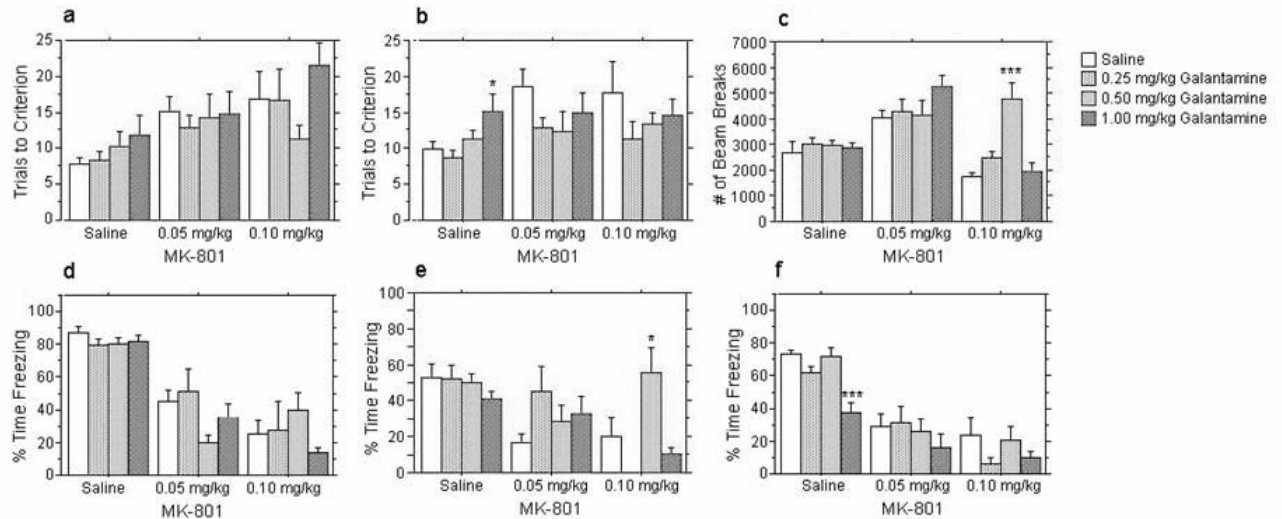 a
25
20
15
10
5
0
Trials to Criterion
Saline 0.05 mg/kg 0.10 mg/kg
MK-801
b
25
20
15
10
5
0
Trials to Criterion
*
Saline 0.05 mg/kg 0.10 mg/kg
MK-801
c
7000
6000
5000
4000
3000
2000
1000
0
# of Beam Breaks
***
Saline 0.05 mg/kg 0.10 mg/kg
MK-801
Saline
0.25 mg/kg Galantamine
0.50 mg/kg Galantamine
1.00 mg/kg Galantamine
d
100
80
60
40
20
0
% Time Freezing
Saline 0.05 mg/kg 0.10 mg/kg
MK-801
e
100
80
60
40
20
0
% Time Freezing
*
Saline 0.05 mg/kg 0.10 mg/kg
MK-801
f
100
80
60
40
20
0
% Time Freezing
***
Saline 0.05 mg/kg 0.10 mg/kg
MK-801